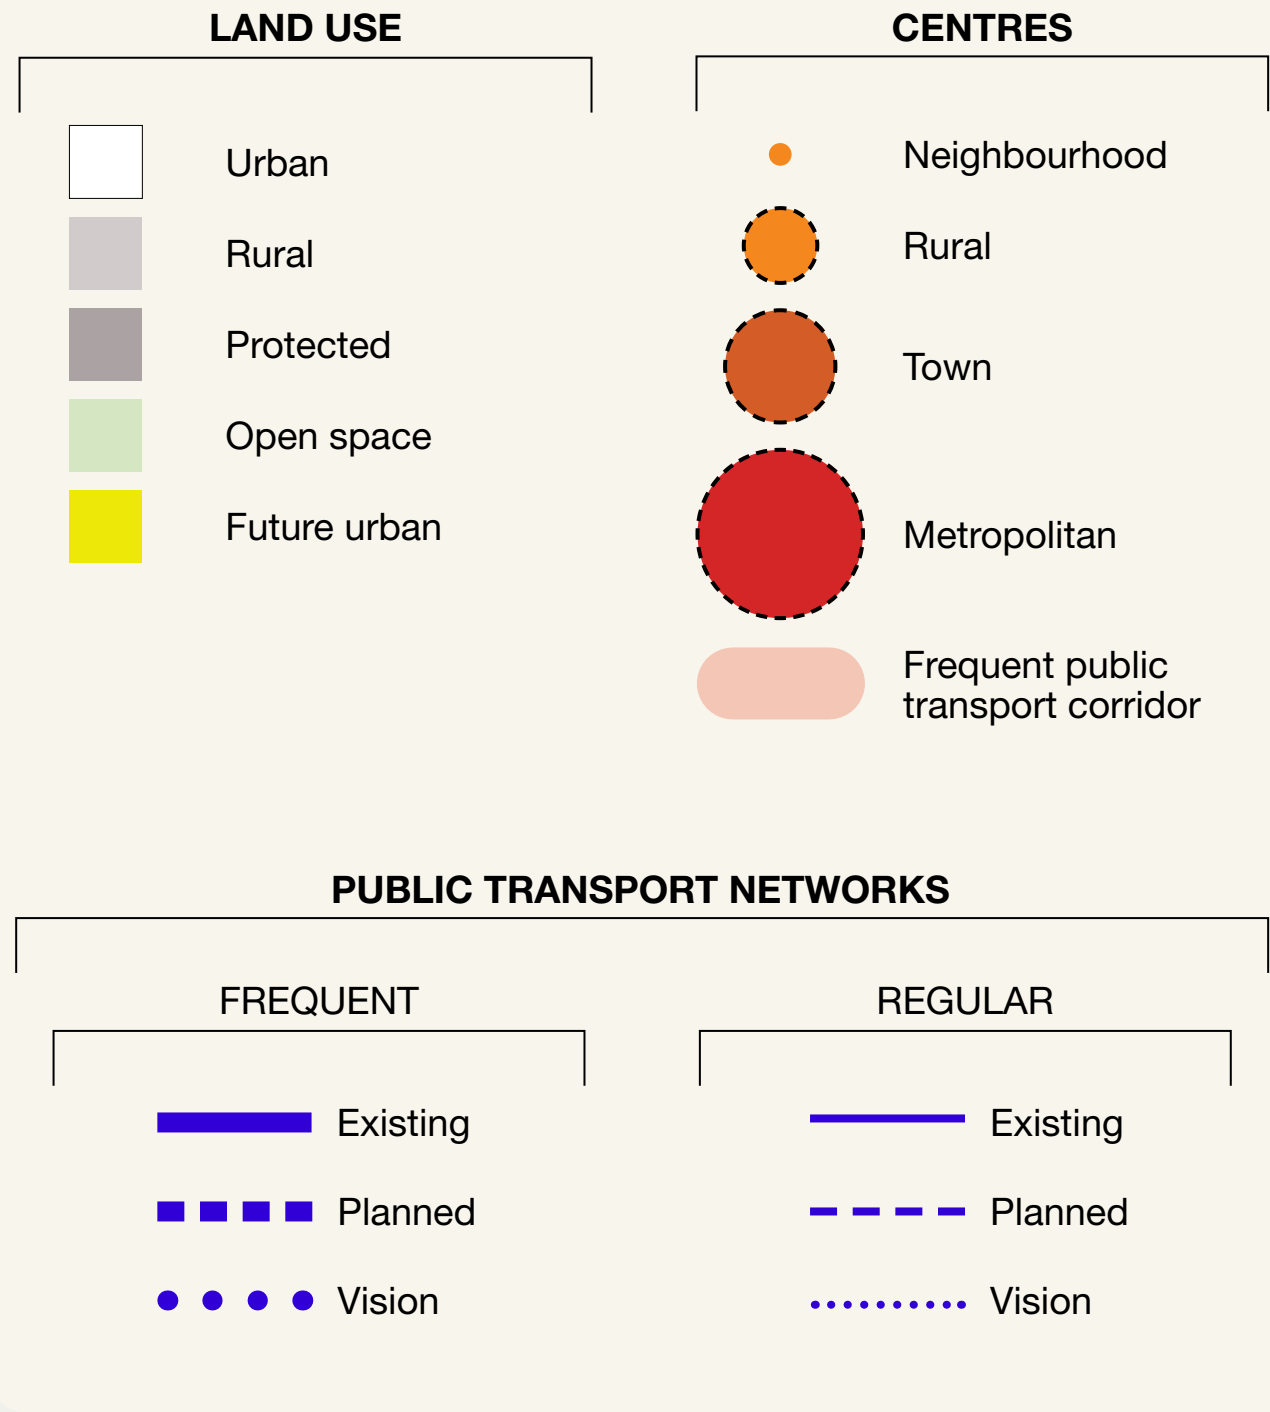 LAND USE
Urban
Rural
Protected
Open space
Future urban
CENTRES
Neighbourhood
Rural
Town
Metropolitan
Frequent public
transport corridor
PUBLIC TRANSPORT NETWORKS
FREQUENT
Existing
Planned
Vision
REGULAR
Existing
Planned
Vision